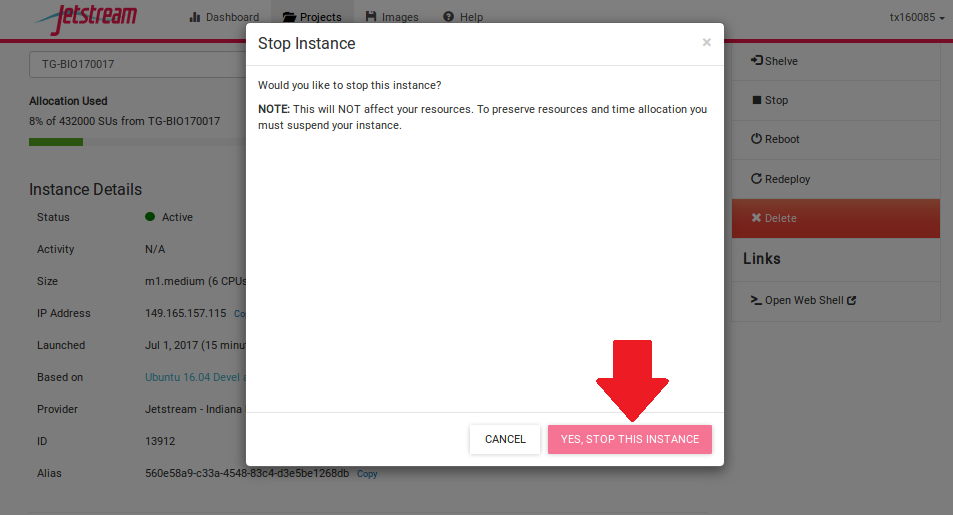 Jetstream
Dashboard Projects Images Help tx160085
TG-BIO170017
Allocation Used
8% of 432000 SUs from TG-BIO170017
Instance Details
Status Active
Activity N/A
Size m1.medium (6 CPUs
IP Address 149.165.157.115 Co
Launched Jul 1, 2017 (15 minu
Based on Ubuntu 16.04 Devel a
Provider Jetstream - Indiana
ID 13912
Alias 560e58a9-c33a-4548-83c4-d3e5be1268db Copy
Stop Instance ×
Would you like to stop this instance?
NOTE: This will NOT affect your resources. To preserve resources and time allocation you
must suspend your instance.
CANCEL YES, STOP THIS INSTANCE
Shelve
Stop
Reboot
Redeploy
Delete
Links
Open Web Shell